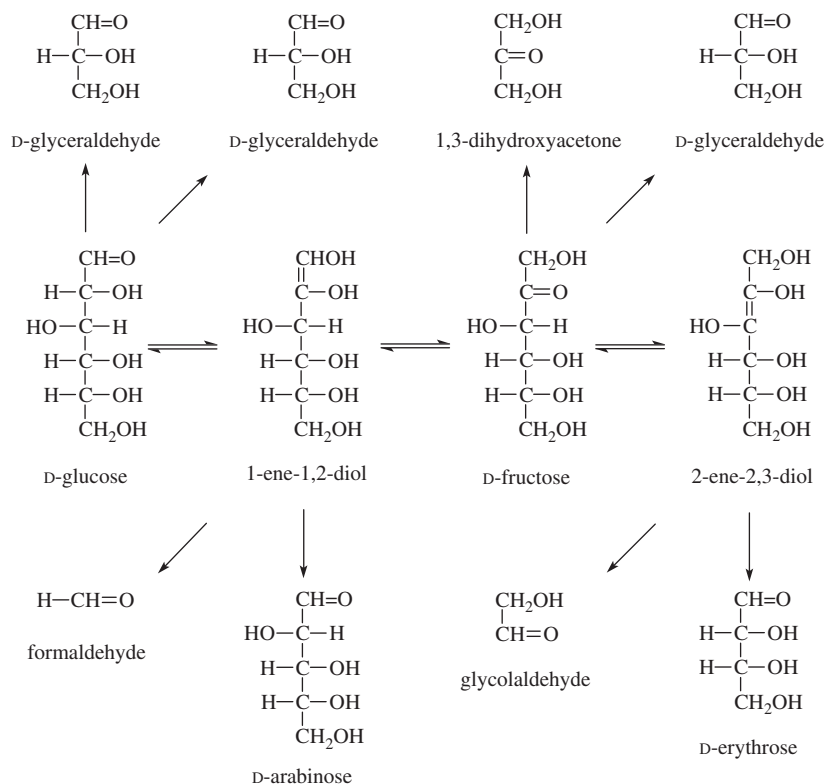 CH=O
H—C—OH
CH₂OH
D-glyceraldehyde
CH=O
H—C—OH
CH₂OH
D-glyceraldehyde
CH₂OH
C=O
CH₂OH
1,3-dihydroxyacetone
CH=O
H—C—OH
CH₂OH
D-glyceraldehyde
CH=O
H—C—OH
HO—C—H
H—C—OH
H—C—OH
CH₂OH
D-glucose
CHOH
C—OH
HO—C—H
H—C—OH
H—C—OH
CH₂OH
1-ene-1,2-diol
CH₂OH
C=O
HO—C—H
H—C—OH
H—C—OH
CH₂OH
D-fructose
CH₂OH
C—OH
HO—C
H—C—OH
H—C—OH
CH₂OH
2-ene-2,3-diol
H—CH=O
formaldehyde
CH=O
HO—C—H
H—C—OH
H—C—OH
CH₂OH
D-arabinose
CH₂OH
CH=O
glycolaldehyde
CH=O
H—C—OH
H—C—OH
CH₂OH
D-erythrose